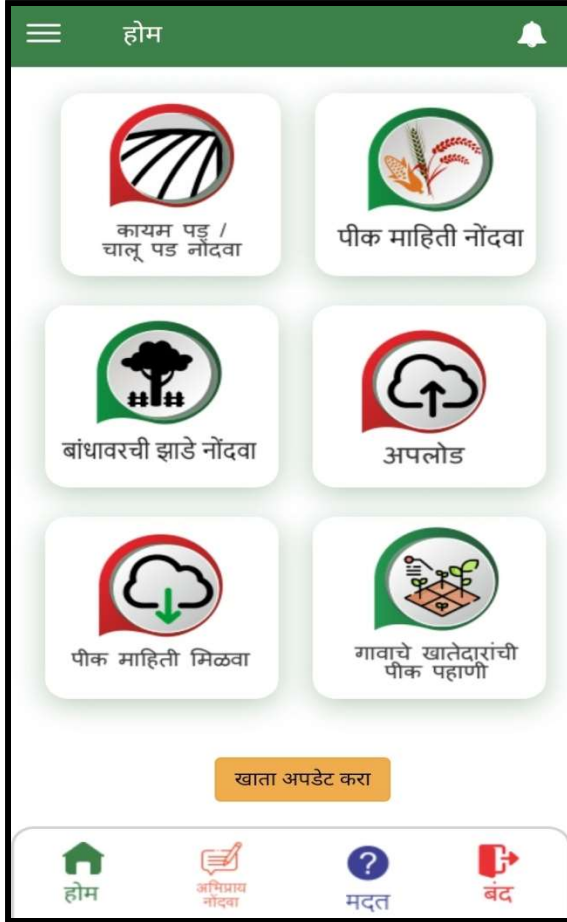 होम
कायम पड /
चालू पड नोंदवा
पीक माहिती नोंदवा
बांधावरची झाडे नोंदवा
अपलोड
पीक माहिती मिळवा
गावाचे खातेदारांची
पीक पहाणी
खाता अपडेट करा
होम
अभिप्राय
नोंदवा
?
मदत
बंद